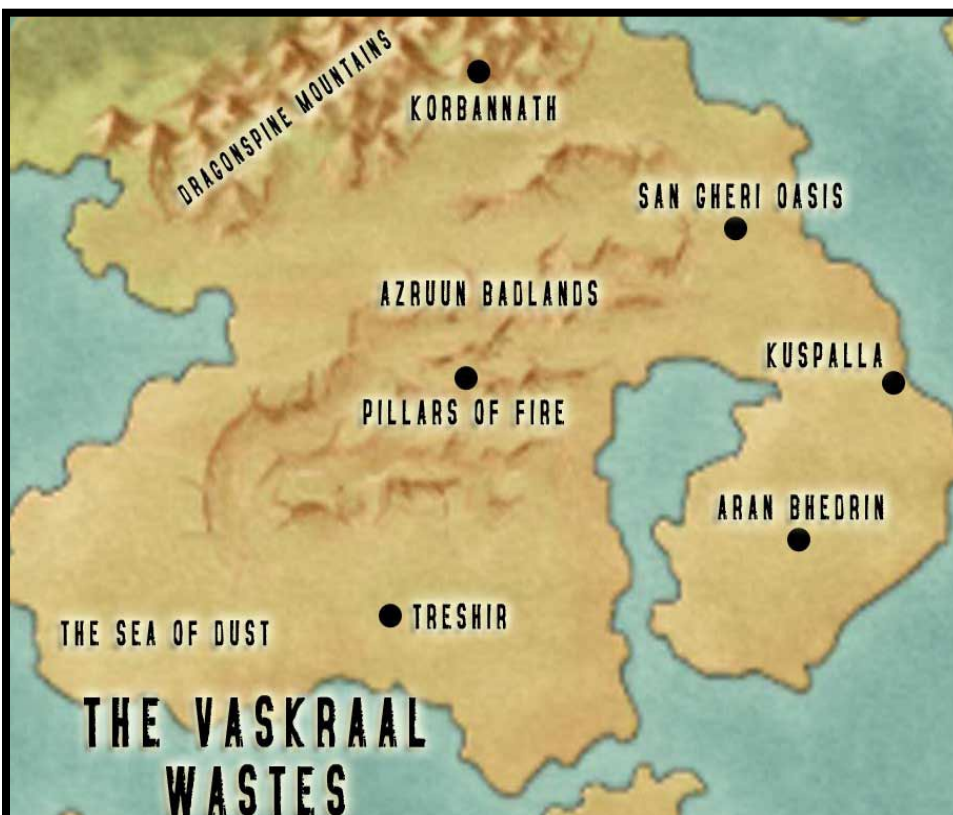 DRAGONSPINE MOUNTAINS
KORBANNATH
SAN GHERI OASIS
AZRUUN BADLANDS
KUSPALLA
PILLARS OF FIRE
ARAN BHEDRIN
TRESHIR
THE SEA OF DUST
THE VASKRAAL
WASTES